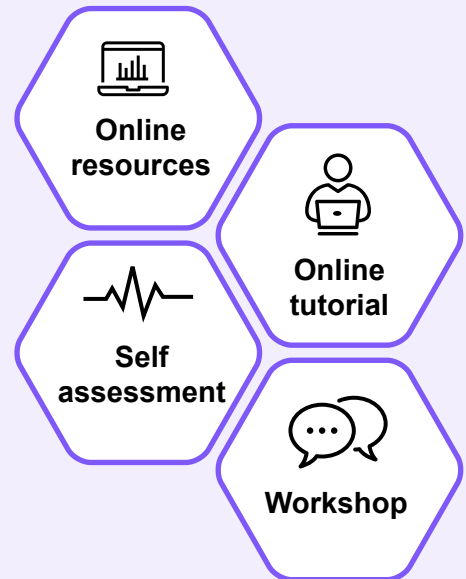 Online
resources
Online
tutorial
Self
assessment
Workshop